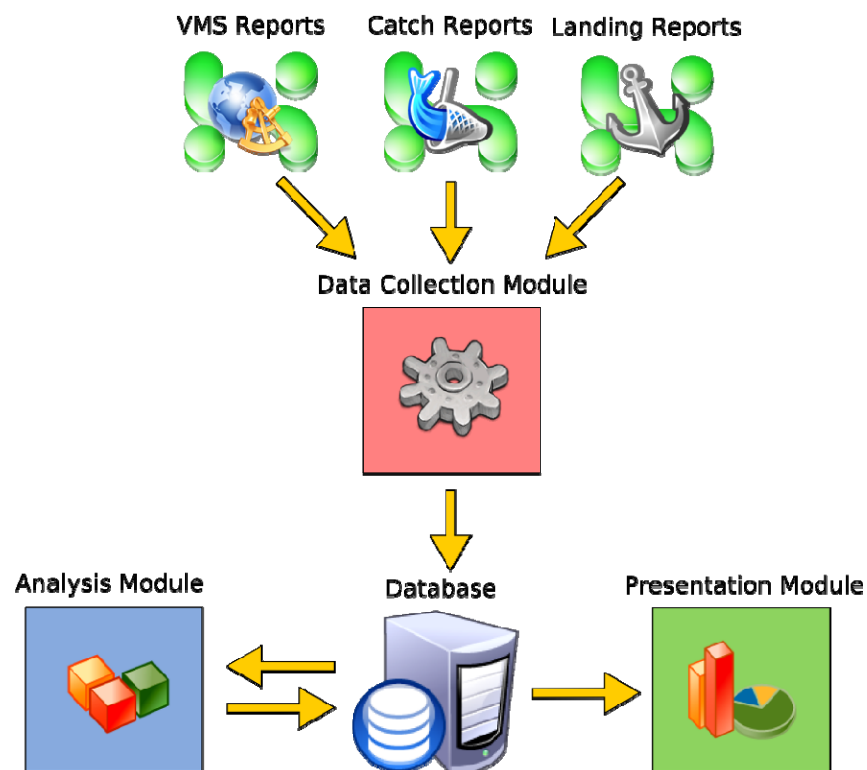 VMS Reports
Catch Reports
Landing Reports
Data Collection Module
Analysis Module
Database
Presentation Module